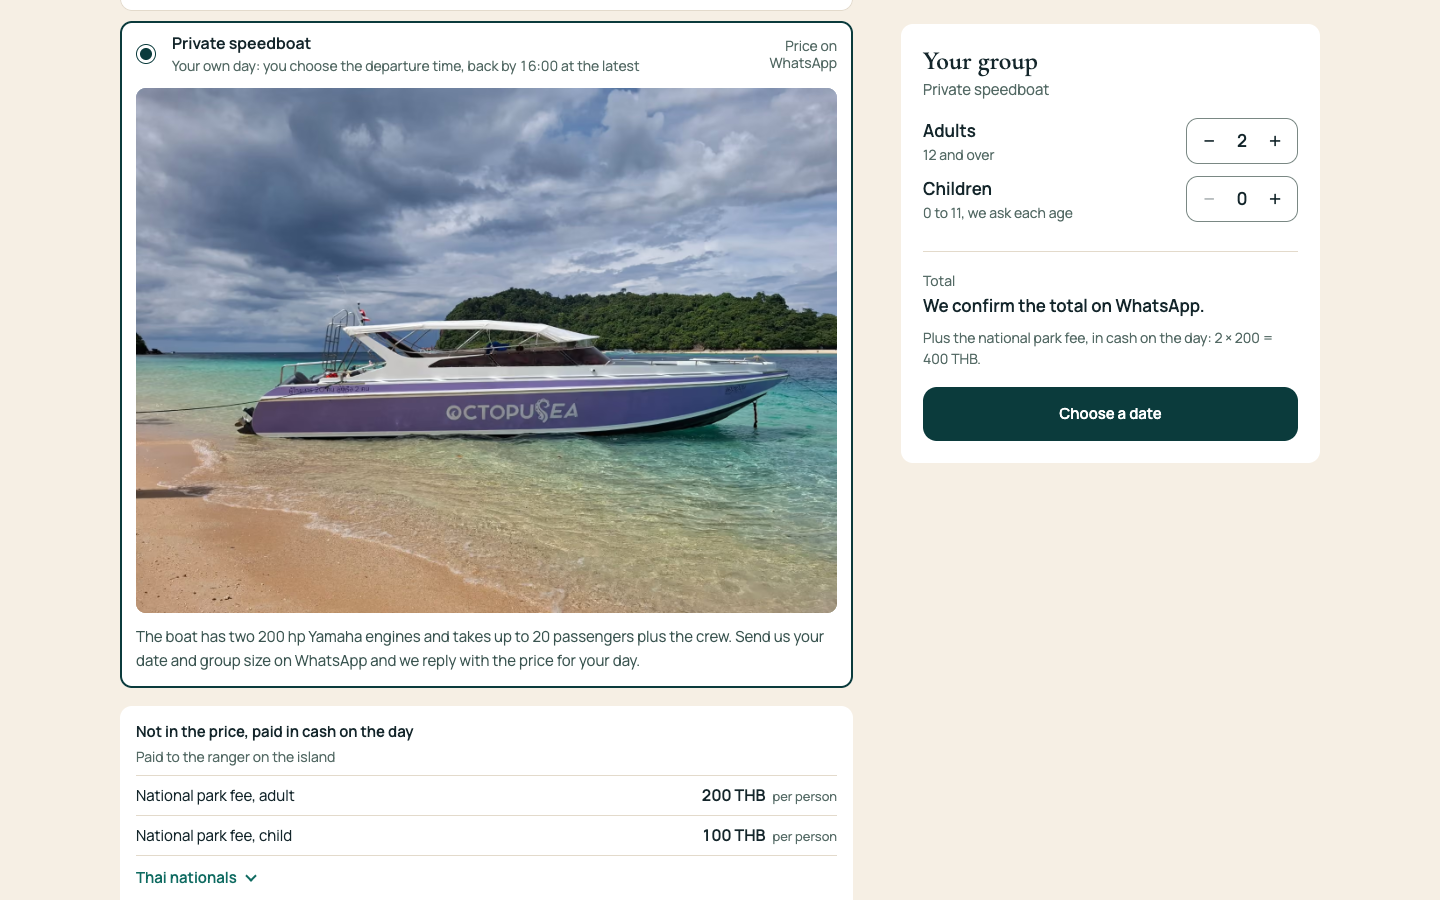 Private speedboat
Your own day: you choose the departure time, back by 16:00 at the latest
Price on
WhatsApp
OCTOPUSEA
The boat has two 200 hp Yamaha engines and takes up to 20 passengers plus the crew. Send us your
date and group size on WhatsApp and we reply with the price for your day.
Not in the price, paid in cash on the day
Paid to the ranger on the island
National park fee, adult
200 THB per person
National park fee, child
100 THB per person
Thai nationals
Your group
Private speedboat
Adults
12 and over
− 2 +
Children
0 to 11, we ask each age
− 0 +
Total
We confirm the total on WhatsApp.
Plus the national park fee, in cash on the day: 2 × 200 =
400 THB.
Choose a date